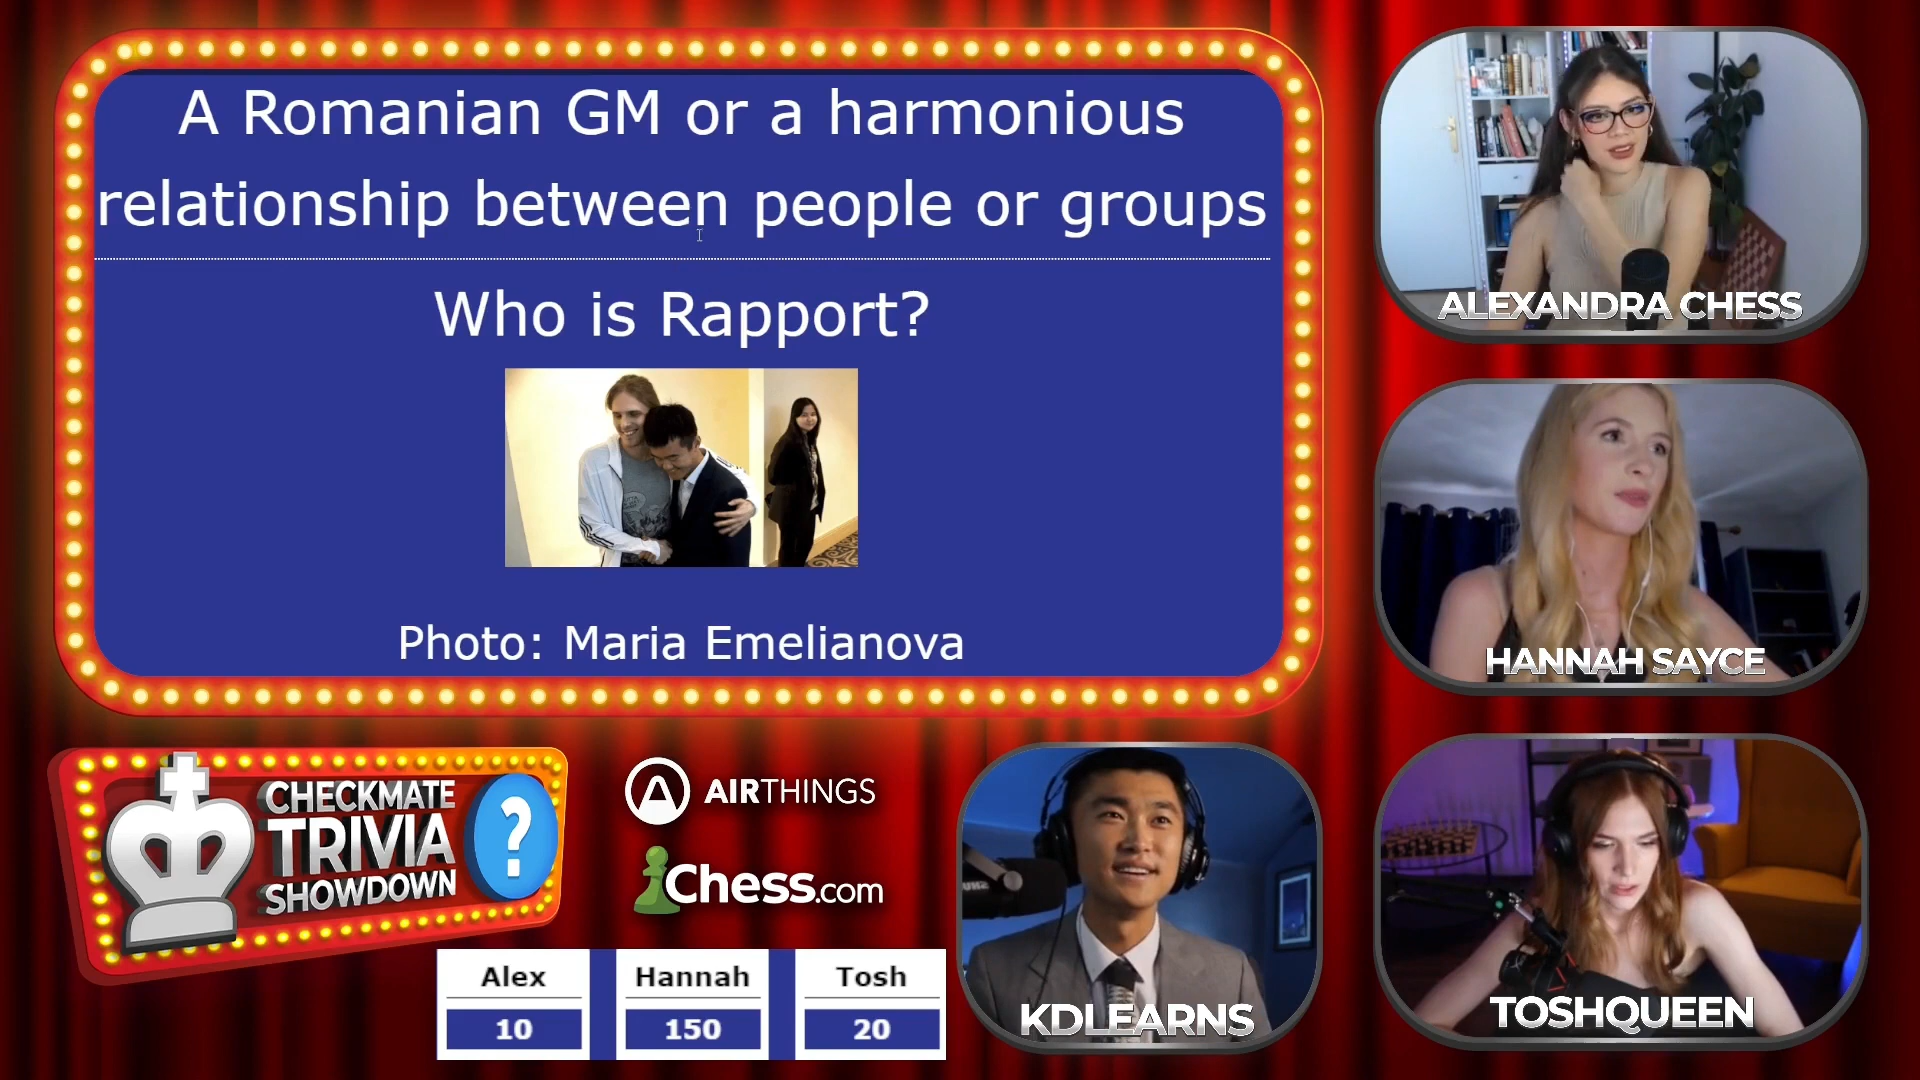 A Romanian GM or a harmonious
relationship between people or groups
Who is Rapport?
Photo: Maria Emelianova
ALEXANDRA CHESS
HANNAH SAYCE
TOSHQUEEN
KDLEARNS
CHECKMATE
TRIVIA
SHOWDOWN
?
AIRTHINGS
Chess.com
Alex
Hannah
Tosh
10
150
20